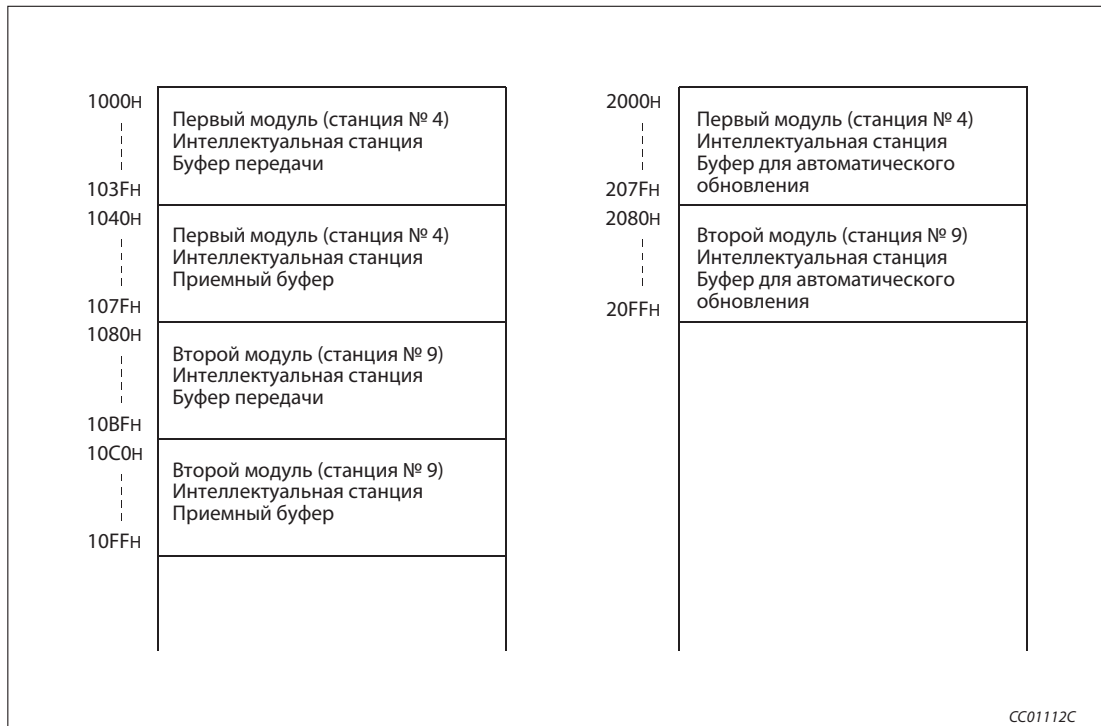 1000H
Первый модуль (станция № 4)
Интеллектуальная станция
Буфер передачи
103FH
1040H
Первый модуль (станция № 4)
Интеллектуальная станция
Приемный буфер
107FH
1080H
Второй модуль (станция № 9)
Интеллектуальная станция
Буфер передачи
10BFH
10C0H
Второй модуль (станция № 9)
Интеллектуальная станция
Приемный буфер
10FFH
2000H
Первый модуль (станция № 4)
Интеллектуальная станция
Буфер для автоматического
обновления
207FH
2080H
Второй модуль (станция № 9)
Интеллектуальная станция
Буфер для автоматического
обновления
20FFH
CC01112C